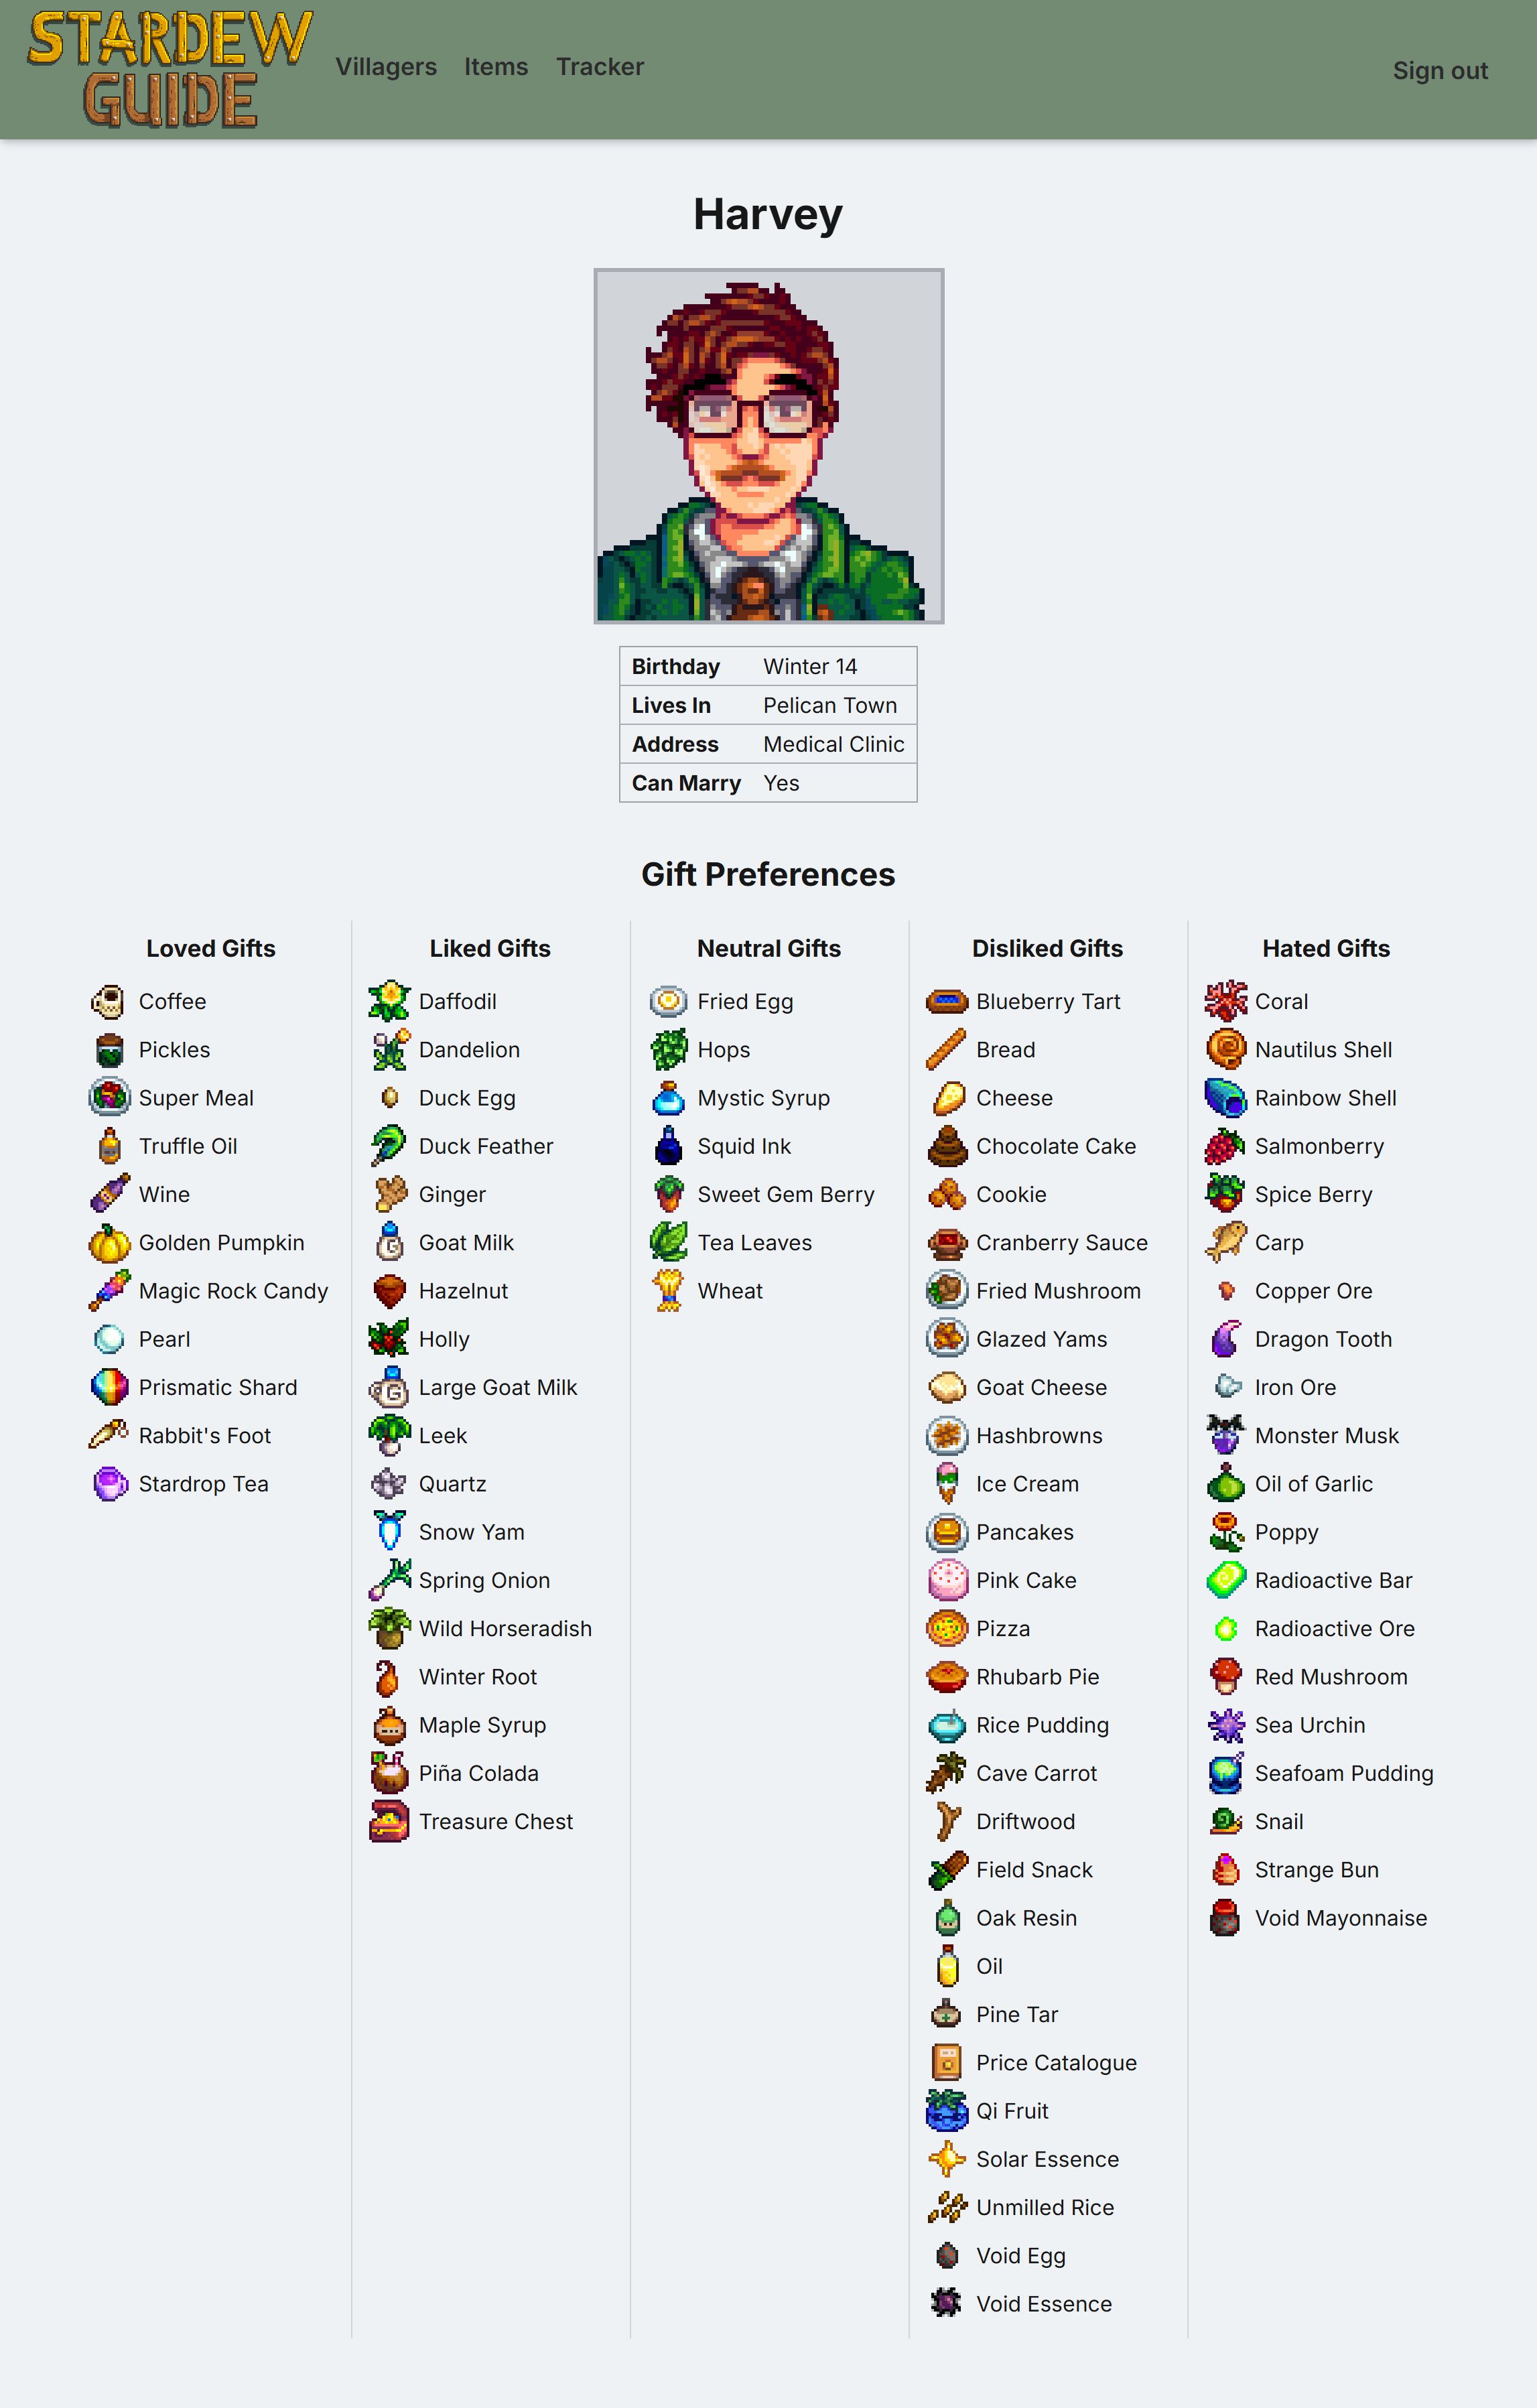 STARDEW
GUIDE
Villagers
Items
Tracker
Sign out
Harvey
Birthday Winter 14
Lives In Pelican Town
Address Medical Clinic
Can Marry Yes
Gift Preferences
Loved Gifts
Coffee
Pickles
Super Meal
Truffle Oil
Wine
Golden Pumpkin
Magic Rock Candy
Pearl
Prismatic Shard
Rabbit's Foot
Stardrop Tea
Liked Gifts
Daffodil
Dandelion
Duck Egg
Duck Feather
Ginger
Goat Milk
Hazelnut
Holly
Large Goat Milk
Leek
Quartz
Snow Yam
Spring Onion
Wild Horseradish
Winter Root
Maple Syrup
Piña Colada
Treasure Chest
Neutral Gifts
Fried Egg
Hops
Mystic Syrup
Squid Ink
Sweet Gem Berry
Tea Leaves
Wheat
Disliked Gifts
Blueberry Tart
Bread
Cheese
Chocolate Cake
Cookie
Cranberry Sauce
Fried Mushroom
Glazed Yams
Goat Cheese
Hashbrowns
Ice Cream
Pancakes
Pink Cake
Pizza
Rhubarb Pie
Rice Pudding
Cave Carrot
Driftwood
Field Snack
Oak Resin
Oil
Pine Tar
Price Catalogue
Qi Fruit
Solar Essence
Unmilled Rice
Void Egg
Void Essence
Hated Gifts
Coral
Nautilus Shell
Rainbow Shell
Salmonberry
Spice Berry
Carp
Copper Ore
Dragon Tooth
Iron Ore
Monster Musk
Oil of Garlic
Poppy
Radioactive Bar
Radioactive Ore
Red Mushroom
Sea Urchin
Seafoam Pudding
Snail
Strange Bun
Void Mayonnaise